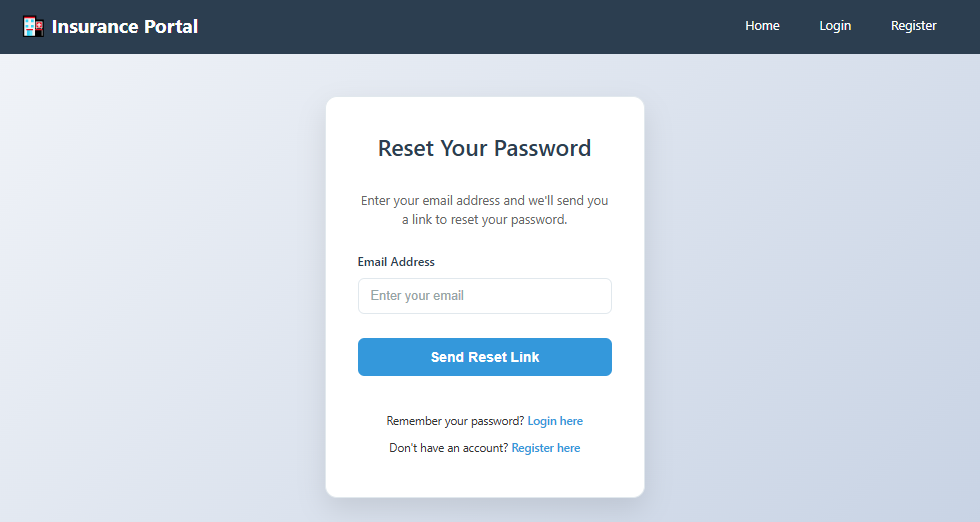 Insurance Portal
Home
Login
Register
Reset Your Password
Enter your email address and we'll send you
a link to reset your password.
Email Address
Enter your email
Send Reset Link
Remember your password? Login here
Don't have an account? Register here